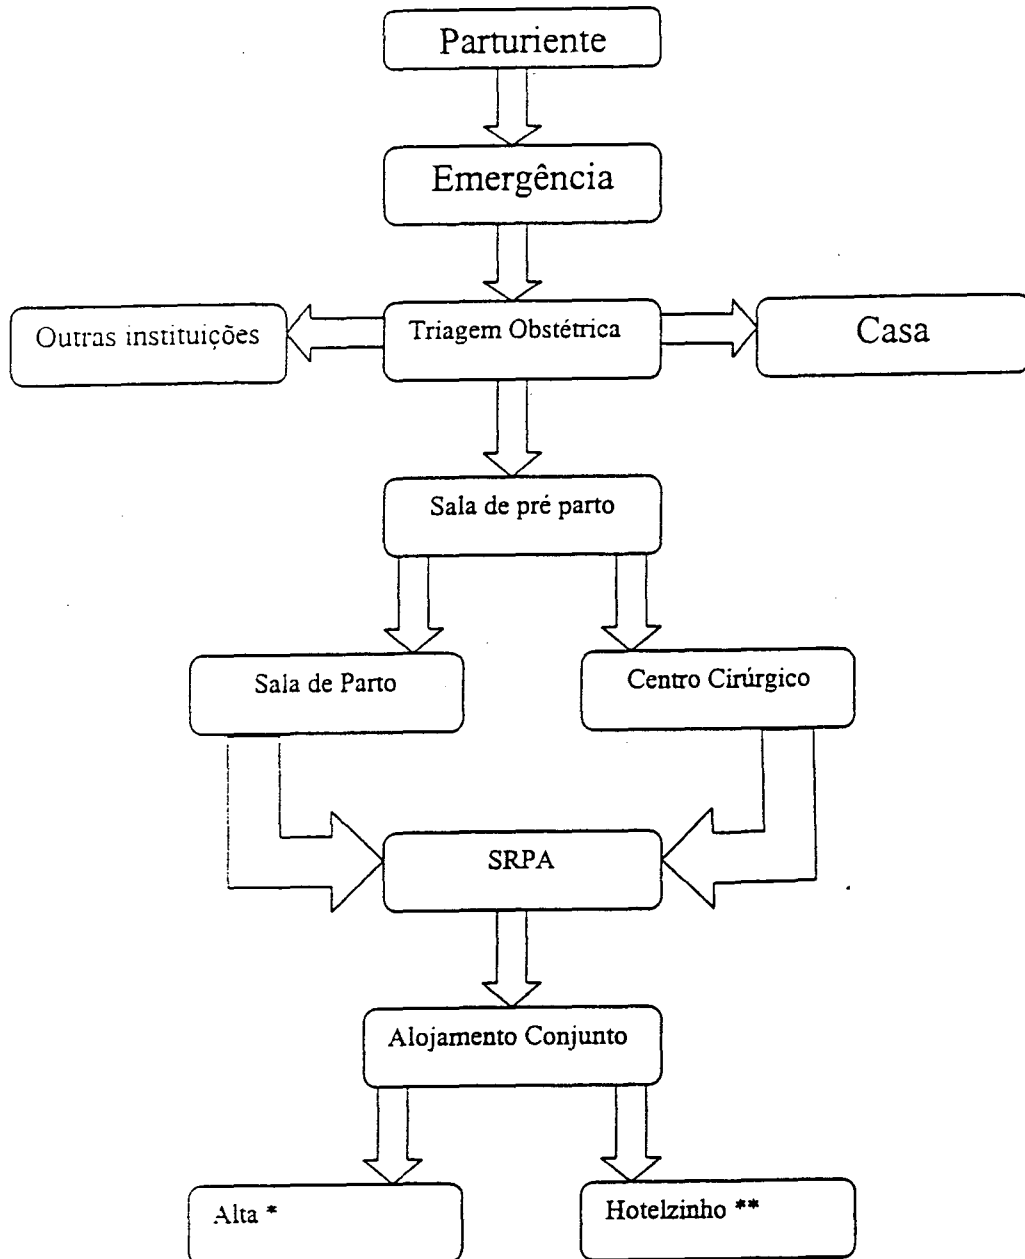 Parturiente
Emergência
Outras instituições
Triagem Obstétrica
Casa
Sala de pré parto
Sala de Parto
Centro Cirúrgico
SRPA
Alojamento Conjunto
Alta *
Hotelzinho **